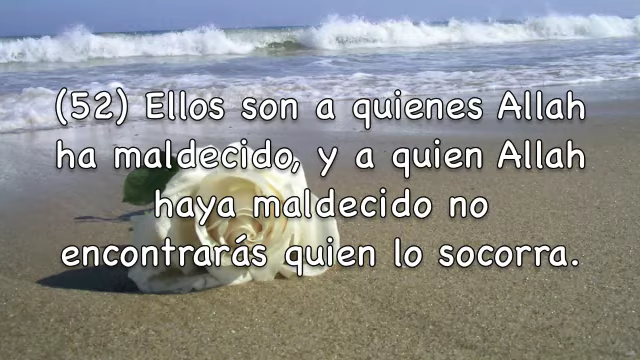 (52) Ellos son a quienes Allah
ha maldecido, y a quien Allah
haya maldecido no
encontrarás quien lo socorra.